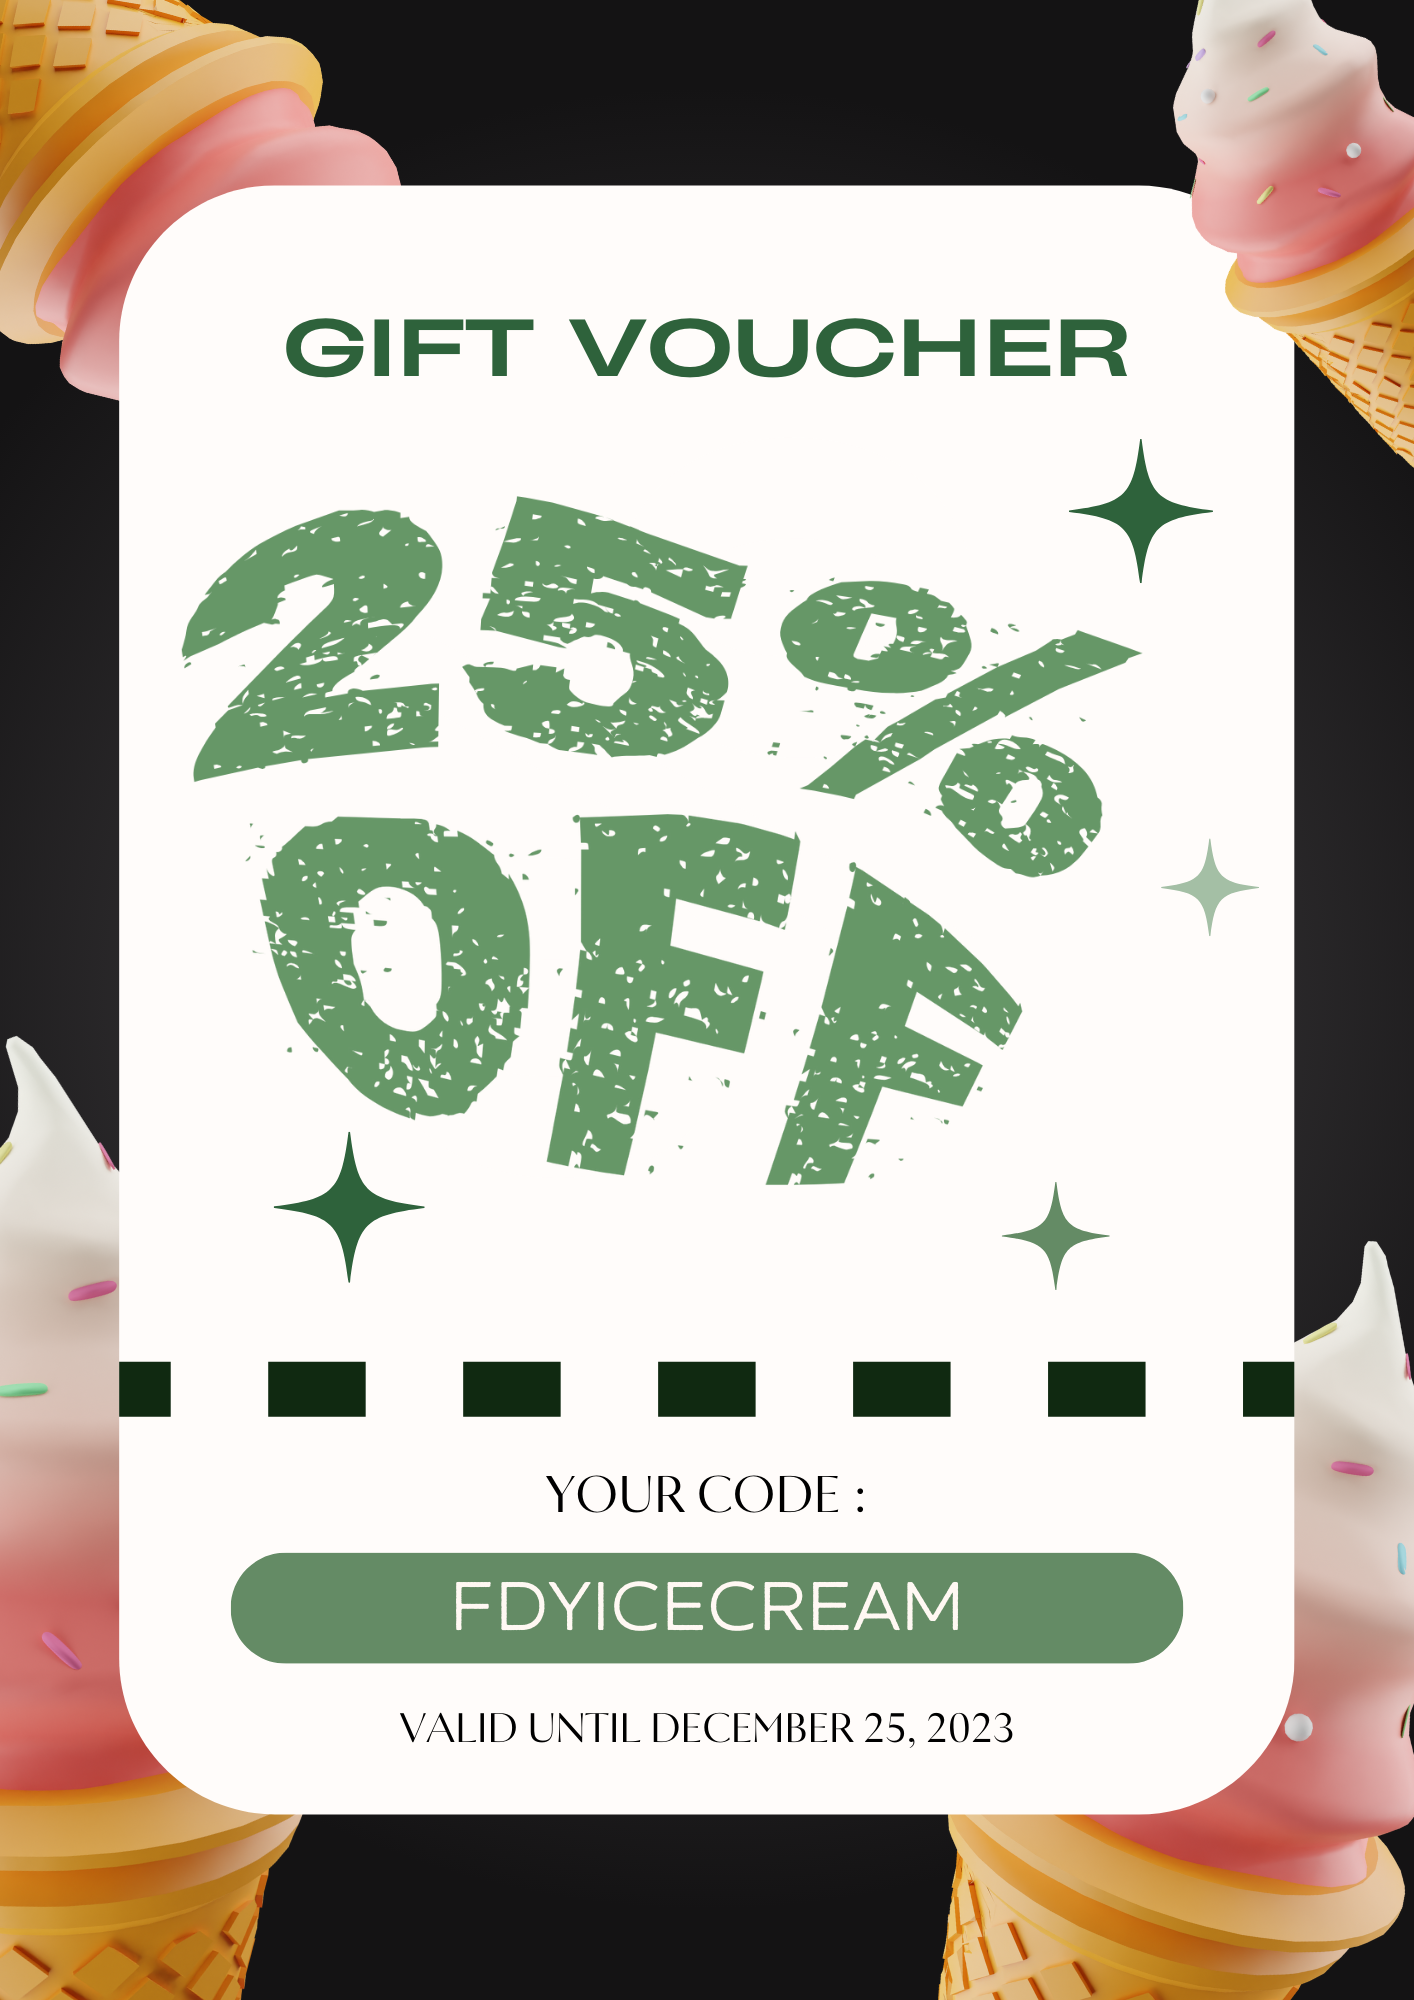 GIFT VOUCHER
25%
OFF
YOUR CODE :
FDYICECREAM
VALID UNTIL DECEMBER 25, 2023